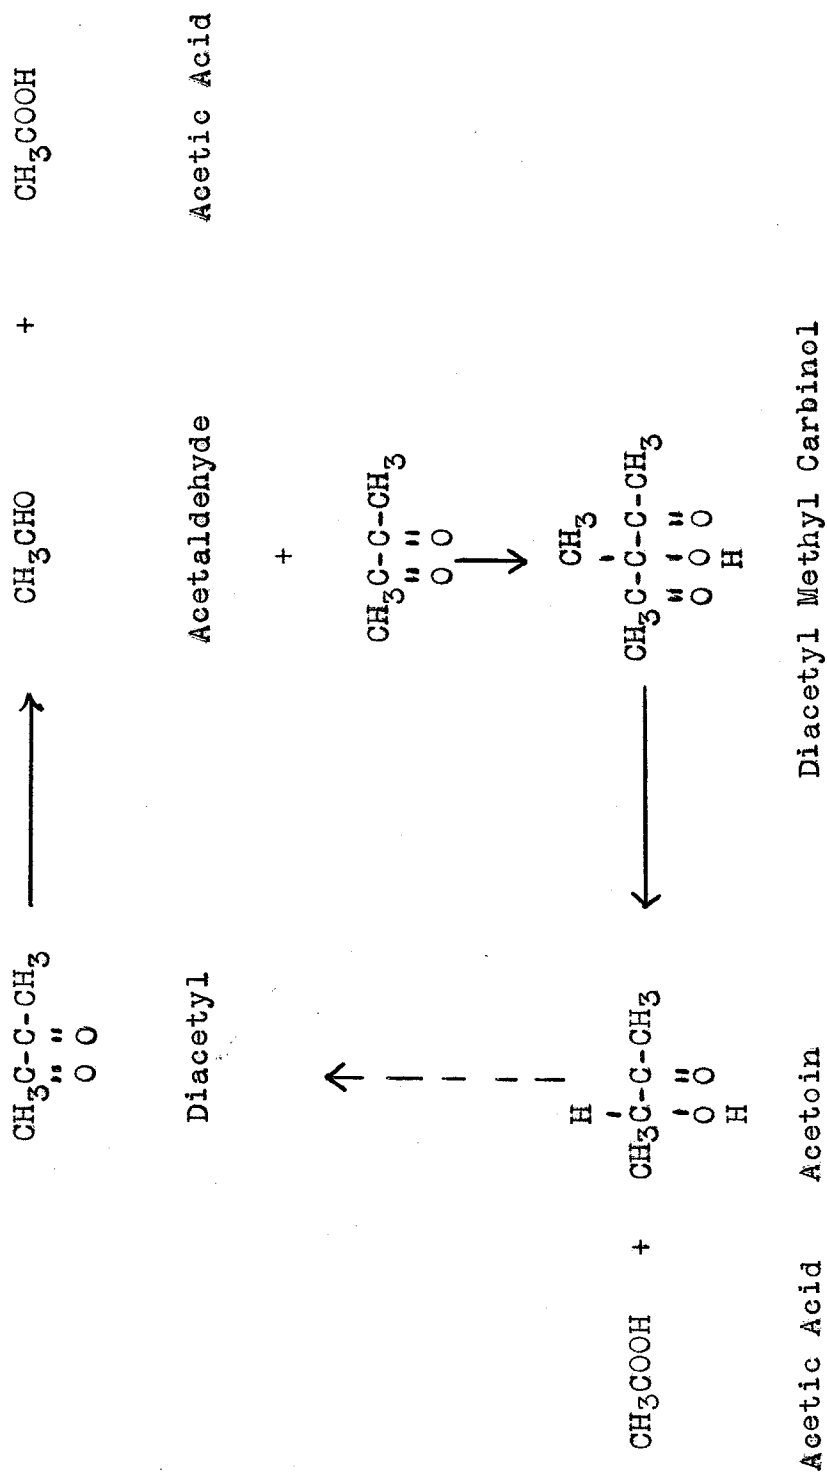 CH₃C-C-CH₃ CH₃CHO + CH₃COOH
O O
Diacetyl Acetaldehyde Acetic Acid
+
CH₃C-C-CH₃
O O
H CH₃
CH₃COOH + CH₃C-C-CH₃ CH₃C-C-C-CH₃
O O O O O
H H
Acetic Acid Acetoin Diacetyl Methyl Carbinol